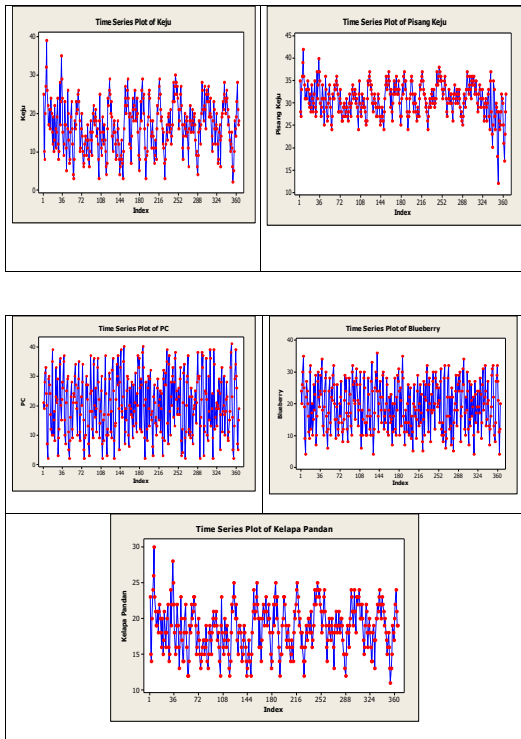 Time Series Plot of Keju
40
30
20
10
0
Keju
1 36 72 108 144 180 216 252 288 324 360
Index
Time Series Plot of Pisang Keju
45
40
35
30
25
20
15
10
Pisang Keju
1 36 72 108 144 180 216 252 288 324 360
Index
Time Series Plot of PC
40
30
20
10
0
PC
1 36 72 108 144 180 216 252 288 324 360
Index
Time Series Plot of Blueberry
40
30
20
10
0
Blueberry
1 36 72 108 144 180 216 252 288 324 360
Index
Time Series Plot of Kelapa Pandan
30
25
20
15
10
Kelapa Pandan
1 36 72 108 144 180 216 252 288 324 360
Index